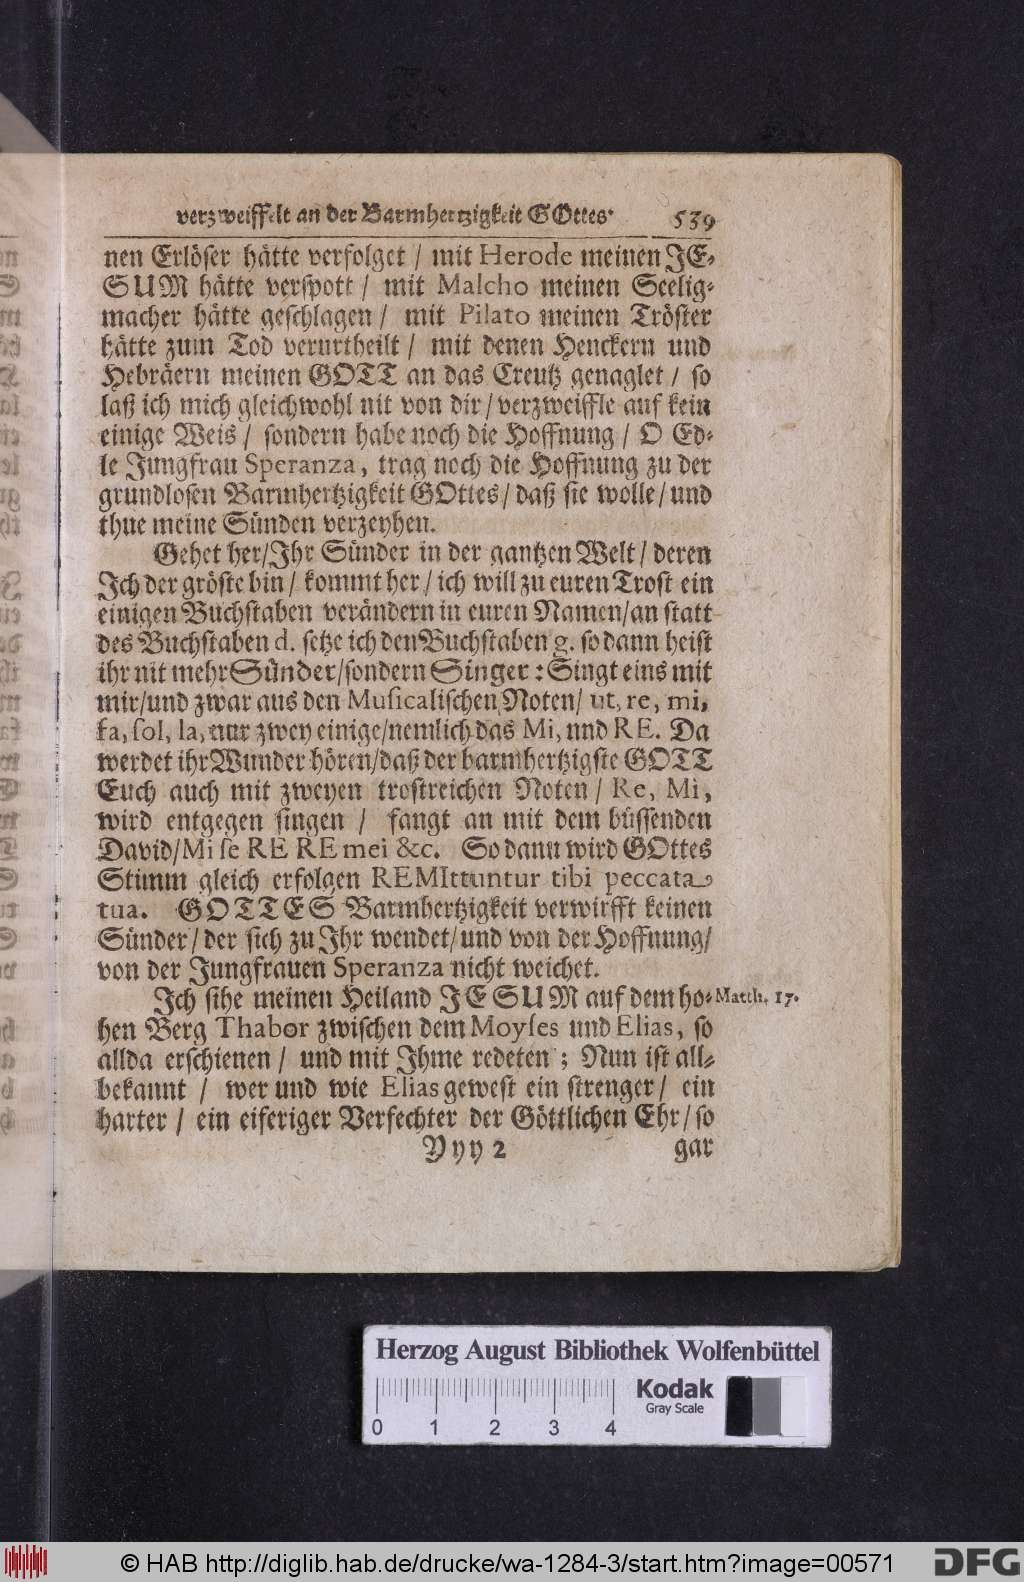 verzweiffelt an der Barmhertzigkeit GOttes. 539
nen Erlöser hätte verfolget / mit Herode meinen JE-
SUM hätte verspott / mit Malcho meinen Seelig-
macher hätte geschlagen / mit Pilato meinen Tröster
hätte zum Tod verurtheilt / mit denen Henckern und
Hebräern meinen GOTT an das Creutz genaglet / so
laß ich mich gleichwohl nit von dir / verzweiffle auf kein
einige Weis / sondern habe noch die Hoffnung / O Ed-
le Jungfrau Speranza, trag noch die Hoffnung zu der
grundlosen Barmhertzigkeit GOttes / daß sie wolle / und
thue meine Sünden verzeyhen.
Gehet her / Ihr Sünder in der gantzen Welt / deren
Ich der gröste bin / kommt her / ich will zu euren Trost ein
einigen Buchstaben verändern in euren Namen / an statt
des Buchstaben d. setze ich den Buchstaben g. so dann heist
ihr nit mehr Sünder / sondern Singer: Singt eins mit
mir / und zwar aus den Musicalischen Noten / ut, re, mi,
fa, sol, la, nur zwey einige / nemlich das Mi, und RE. Da
werdet ihr Wunder hören / daß der barmhertzigste GOTT
Euch auch mit zweyen trostreichen Noten / Re, Mi,
wird entgegen singen / fangt an mit dem büssenden
David / Mi se RE RE mei &c. So dann wird GOttes
Stimm gleich erfolgen REMIttuntur tibi peccata
tua. GOTTES Barmhertzigkeit verwirfft keinen
Sünder / der sich zu Ihr wendet / und von der Hoffnung /
von der Jungfrauen Speranza nicht weichet.
Ich sihe meinen Heiland JESUM auf dem ho- Matth. 17.
hen Berg Thabor zwischen dem Moyses und Elias, so
allda erschienen / und mit Ihme redeten; Nun ist all-
bekannt / wer und wie Elias gewest ein strenger / ein
harter / ein eiferiger Verfechter der Göttlichen Ehr / so
Yyy 2 gar
Herzog August Bibliothek Wolfenbüttel
Kodak
Gray Scale
0 1 2 3 4
© HAB http://diglib.hab.de/drucke/wa-1284-3/start.htm?image=00571
DFG